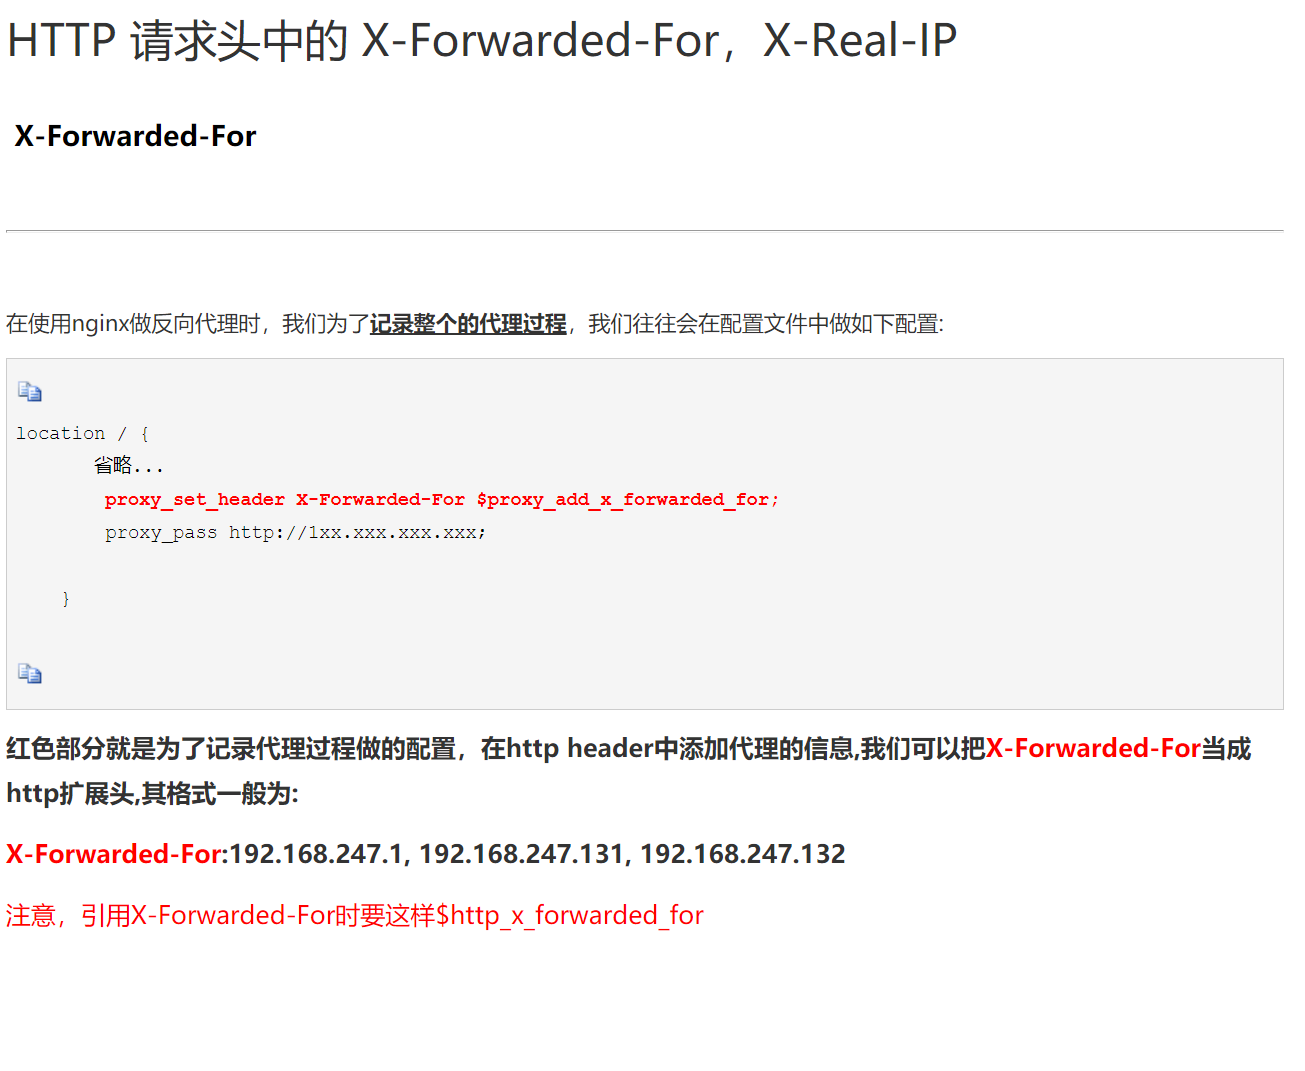 HTTP 请求头中的 X-Forwarded-For，X-Real-IP
X-Forwarded-For
在使用nginx做反向代理时，我们为了记录整个的代理过程，我们往往会在配置文件中做如下配置:
location / {
省略...
proxy_set_header X-Forwarded-For $proxy_add_x_forwarded_for;
proxy_pass http://1xx.xxx.xxx.xxx;
}
红色部分就是为了记录代理过程做的配置，在http header中添加代理的信息,我们可以把X-Forwarded-For当成
http扩展头,其格式一般为:
X-Forwarded-For:192.168.247.1, 192.168.247.131, 192.168.247.132
注意，引用X-Forwarded-For时要这样$http_x_forwarded_for